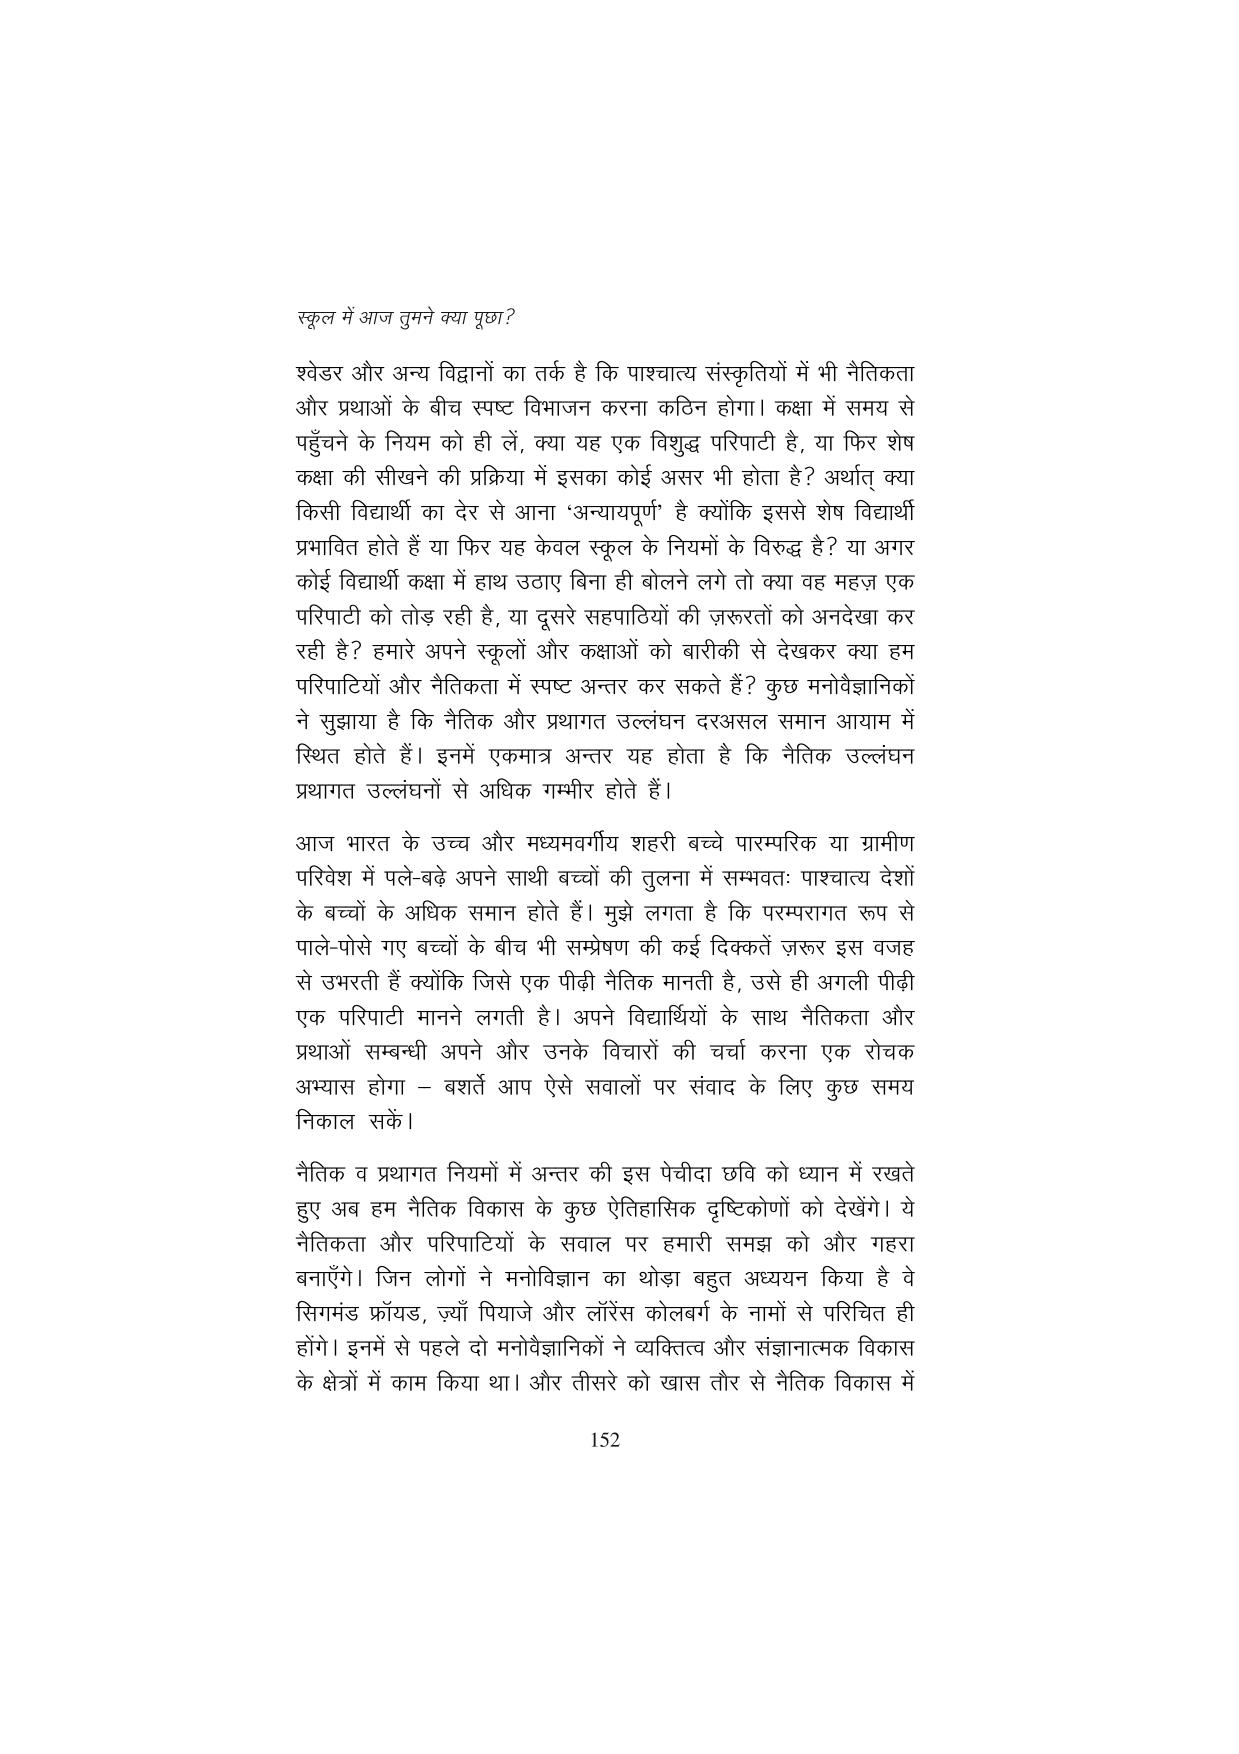 स्कूल में आज तुमने क्या पूछा?
श्वेडर और अन्य विद्वानों का तर्क है कि पाश्चात्य संस्कृतियों में भी नैतिकता
और प्रथाओं के बीच स्पष्ट विभाजन करना कठिन होगा। कक्षा में समय से
पहुँचने के नियम को ही लें, क्या यह एक विशुद्ध परिपाटी है, या फिर शेष
कक्षा की सीखने की प्रक्रिया में इसका कोई असर भी होता है? अर्थात् क्या
किसी विद्यार्थी का देर से आना ‘अन्यायपूर्ण’ है क्योंकि इससे शेष विद्यार्थी
प्रभावित होते हैं या फिर यह केवल स्कूल के नियमों के विरुद्ध है? या अगर
कोई विद्यार्थी कक्षा में हाथ उठाए बिना ही बोलने लगे तो क्या वह महज़ एक
परिपाटी को तोड़ रही है, या दूसरे सहपाठियों की ज़रूरतों को अनदेखा कर
रही है? हमारे अपने स्कूलों और कक्षाओं को बारीकी से देखकर क्या हम
परिपाटियों और नैतिकता में स्पष्ट अन्तर कर सकते हैं? कुछ मनोवैज्ञानिकों
ने सुझाया है कि नैतिक और प्रथागत उल्लंघन दरअसल समान आयाम में
स्थित होते हैं। इनमें एकमात्र अन्तर यह होता है कि नैतिक उल्लंघन
प्रथागत उल्लंघनों से अधिक गम्भीर होते हैं।
आज भारत के उच्च और मध्यमवर्गीय शहरी बच्चे पारम्परिक या ग्रामीण
परिवेश में पले-बढ़े अपने साथी बच्चों की तुलना में सम्भवतः पाश्चात्य देशों
के बच्चों के अधिक समान होते हैं। मुझे लगता है कि परम्परागत रूप से
पाले-पोसे गए बच्चों के बीच भी सम्प्रेषण की कई दिक्कतें ज़रूर इस वजह
से उभरती हैं क्योंकि जिसे एक पीढ़ी नैतिक मानती है, उसे ही अगली पीढ़ी
एक परिपाटी मानने लगती है। अपने विद्यार्थियों के साथ नैतिकता और
प्रथाओं सम्बन्धी अपने और उनके विचारों की चर्चा करना एक रोचक
अभ्यास होगा – बशर्ते आप ऐसे सवालों पर संवाद के लिए कुछ समय
निकाल सकें।
नैतिक व प्रथागत नियमों में अन्तर की इस पेचीदा छवि को ध्यान में रखते
हुए अब हम नैतिक विकास के कुछ ऐतिहासिक दृष्टिकोणों को देखेंगे। ये
नैतिकता और परिपाटियों के सवाल पर हमारी समझ को और गहरा
बनाएँगे। जिन लोगों ने मनोविज्ञान का थोड़ा बहुत अध्ययन किया है वे
सिगमंड फ्रॉयड, ज़्याँ पियाजे और लॉरेंस कोलबर्ग के नामों से परिचित ही
होंगे। इनमें से पहले दो मनोवैज्ञानिकों ने व्यक्तित्व और संज्ञानात्मक विकास
के क्षेत्रों में काम किया था। और तीसरे को खास तौर से नैतिक विकास में
152